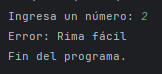 Ingresa un número: 2
Error: Rima fácil
Fin del programa.